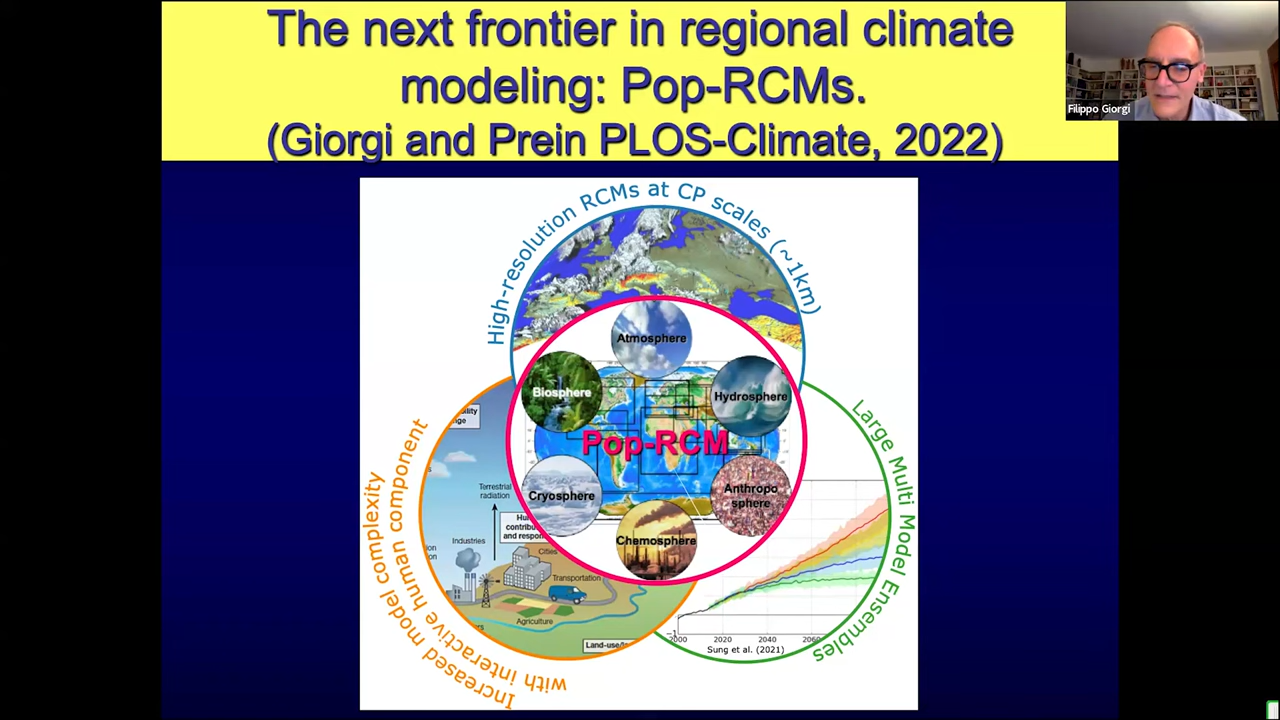 The next frontier in regional climate
modeling: Pop-RCMs.
(Giorgi and Prein PLOS-Climate, 2022)
Filippo Giorgi
High-resolution RCMs at CP scales (~1km)
Atmosphere
Biosphere
Hydrosphere
Pop-RCM
Cryosphere
Anthropo
sphere
Chemosphere
Increased model complexity
with interactive human component
Terrestrial
radiation
Industries
and respon
Cities
Transportation
Agriculture
Land-use/
Large Multi Model Ensembles
−1
2000
2020
2040
2060
Sung et al. (2021)